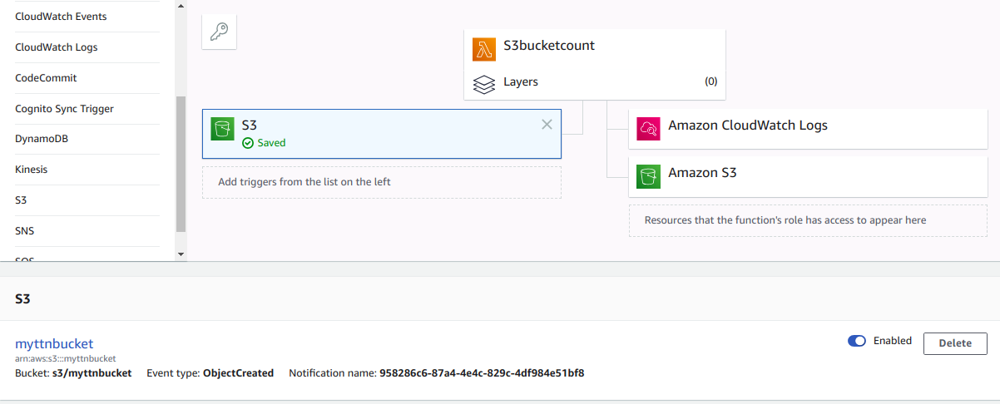 CloudWatch Events
CloudWatch Logs
CodeCommit
Cognito Sync Trigger
DynamoDB
Kinesis
S3
SNS
SQS
S3bucketcount
Layers (0)
S3
Saved
Add triggers from the list on the left
Amazon CloudWatch Logs
Amazon S3
Resources that the function's role has access to appear here
S3
myttnbucket
arn:aws:s3:::myttnbucket
Bucket: s3/myttnbucket Event type: ObjectCreated Notification name: 958286c6-87a4-4e4c-829c-4df984e51bf8
Enabled
Delete